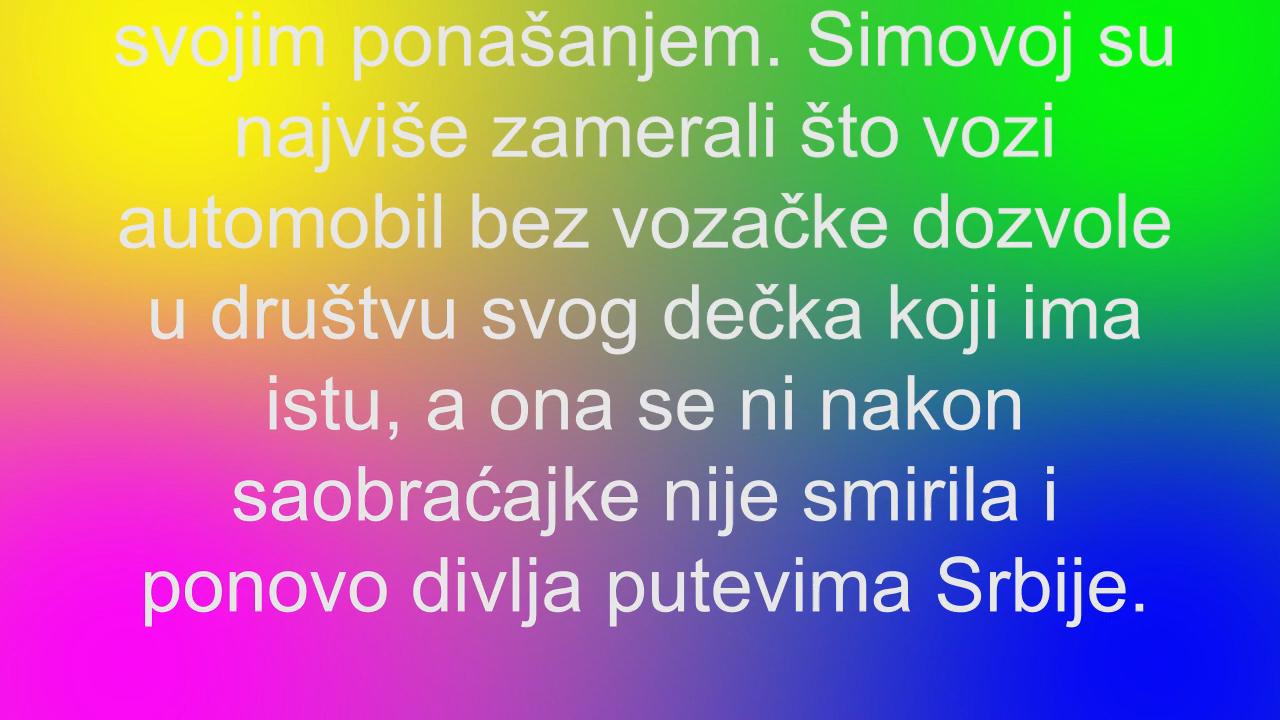 svojim ponašanjem. Simovoj su
najviše zamerali što vozi
automobil bez vozačke dozvole
u društvu svog dečka koji ima
istu, a ona se ni nakon
saobraćajke nije smirila i
ponovo divlja putevima Srbije.